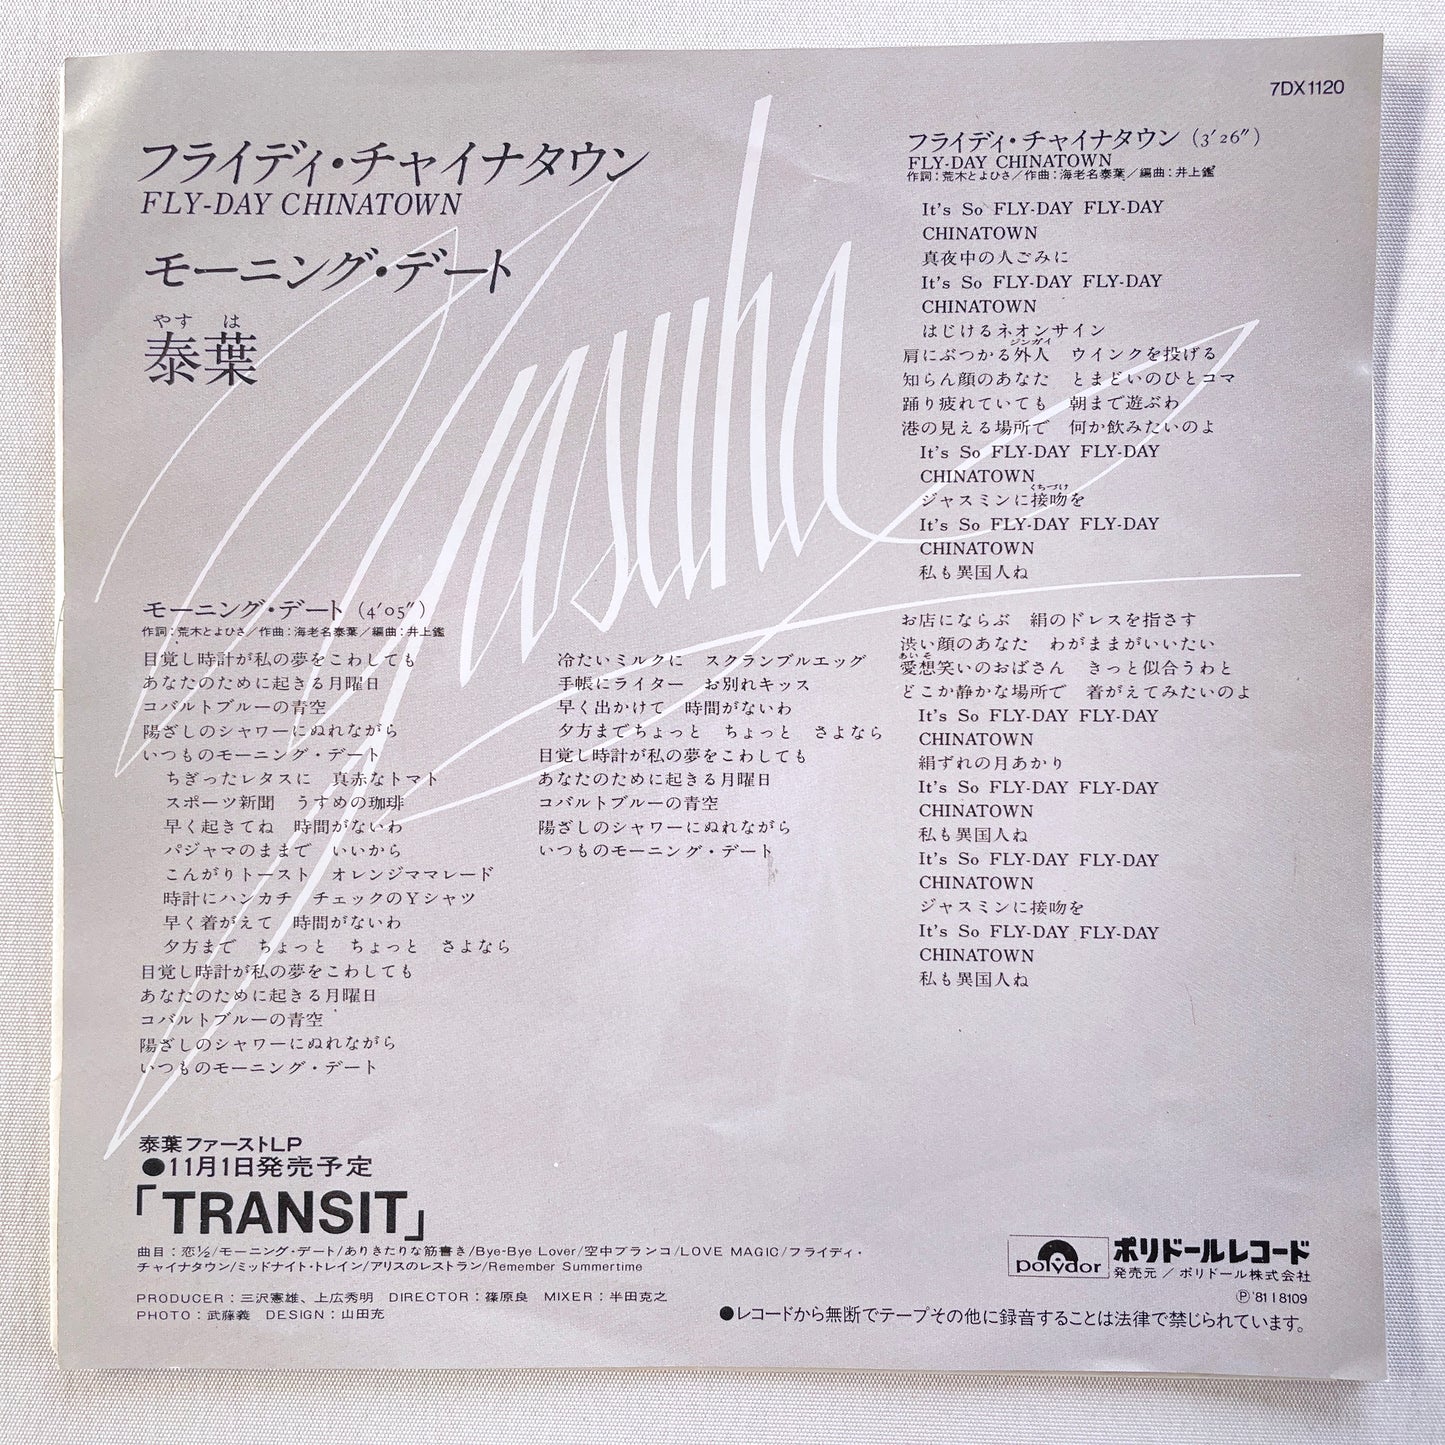 7DX1120
フライディ・チャイナタウン
FLY-DAY CHINATOWN
モーニング・デート
やす は
泰葉
Yasuha
フライディ・チャイナタウン (3′26″)
FLY-DAY CHINATOWN
作詞:荒木とよひさ/作曲:海老名泰葉/編曲:井上鑑
It's So FLY-DAY FLY-DAY
CHINATOWN
真夜中の人ごみに
It's So FLY-DAY FLY-DAY
CHINATOWN
はじけるネオンサイン
ジンガイ
肩にぶつかる外人 ウインクを投げる
知らん顔のあなた とまどいのひとコマ
踊り疲れていても 朝まで遊ぶわ
港の見える場所で 何か飲みたいのよ
It's So FLY-DAY FLY-DAY
CHINATOWN
くちづけ
ジャスミンに接吻を
It's So FLY-DAY FLY-DAY
CHINATOWN
私も異国人ね
お店にならぶ 絹のドレスを指さす
渋い顔のあなた わがままがいいたい
あいそ
愛想笑いのおばさん きっと似合うわと
どこか静かな場所で 着がえてみたいのよ
It's So FLY-DAY FLY-DAY
CHINATOWN
絹ずれの月あかり
It's So FLY-DAY FLY-DAY
CHINATOWN
私も異国人ね
It's So FLY-DAY FLY-DAY
CHINATOWN
ジャスミンに接吻を
It's So FLY-DAY FLY-DAY
CHINATOWN
私も異国人ね
モーニング・デート (4′05″)
作詞:荒木とよひさ/作曲:海老名泰葉/編曲:井上鑑
目覚し時計が私の夢をこわしても
あなたのために起きる月曜日
コバルトブルーの青空
陽ざしのシャワーにぬれながら
いつものモーニング・デート
ちぎったレタスに 真赤なトマト
スポーツ新聞 うすめの珈琲
早く起きてね 時間がないわ
パジャマのままで いいから
こんがりトースト オレンジママレード
時計にハンカチ チェックのYシャツ
早く着がえて 時間がないわ
夕方まで ちょっと ちょっと さよなら
目覚し時計が私の夢をこわしても
あなたのために起きる月曜日
コバルトブルーの青空
陽ざしのシャワーにぬれながら
いつものモーニング・デート
冷たいミルクに スクランブルエッグ
手帳にライター お別れキッス
早く出かけて 時間がないわ
夕方までちょっと ちょっと さよなら
目覚し時計が私の夢をこわしても
あなたのために起きる月曜日
コバルトブルーの青空
陽ざしのシャワーにぬれながら
いつものモーニング・デート
泰葉ファーストLP
●11月1日発売予定
「TRANSIT」
曲目:恋½/モーニング・デート/ありきたりな筋書き/Bye-Bye Lover/空中ブランコ/LOVE MAGIC/フライディ・
チャイナタウン/ミッドナイト・トレイン/アリスのレストラン/Remember Summertime
PRODUCER:三沢憲雄、上広秀明 DIRECTOR:篠原良 MIXER:半田克之
PHOTO:武藤義 DESIGN:山田充
polydor
ポリドールレコード
発売元/ポリドール株式会社
Ⓟ'81 I 8109
●レコードから無断でテープその他に録音することは法律で禁じられています。